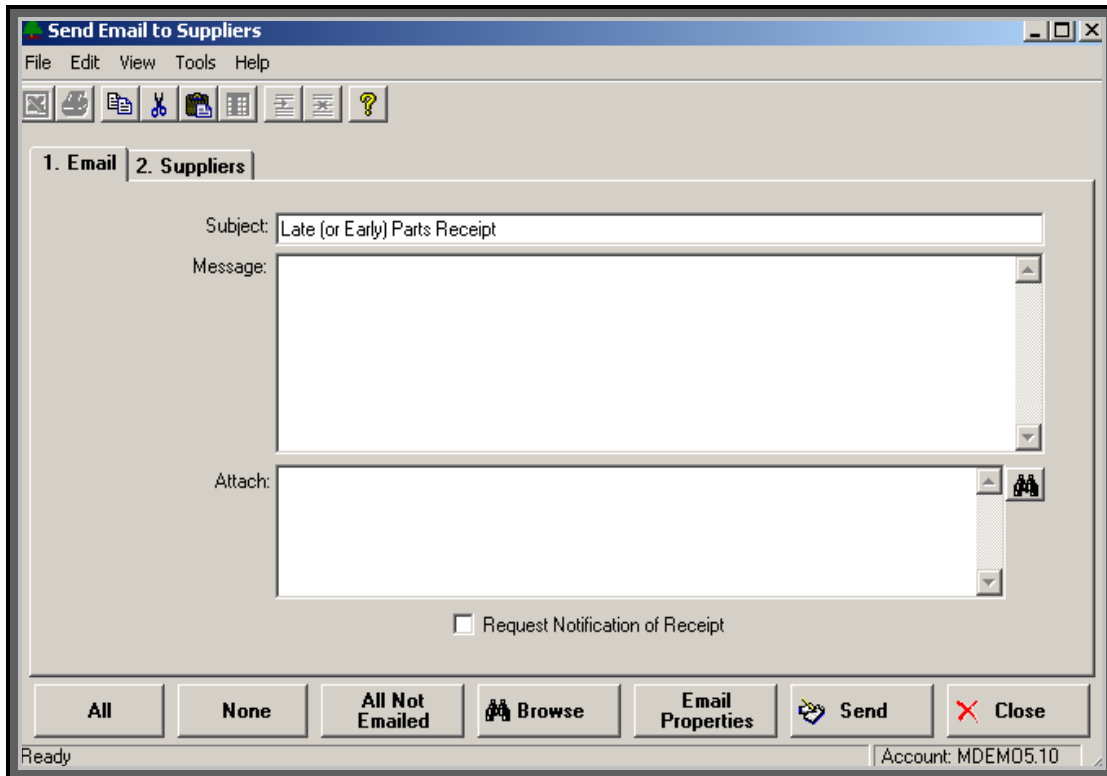 Send Email to Suppliers
File Edit View Tools Help
1. Email 2. Suppliers
Subject: Late (or Early) Parts Receipt
Message:
Attach:
Request Notification of Receipt
All None All Not Emailed Browse Email Properties Send Close
Ready Account: MDEMO5.10